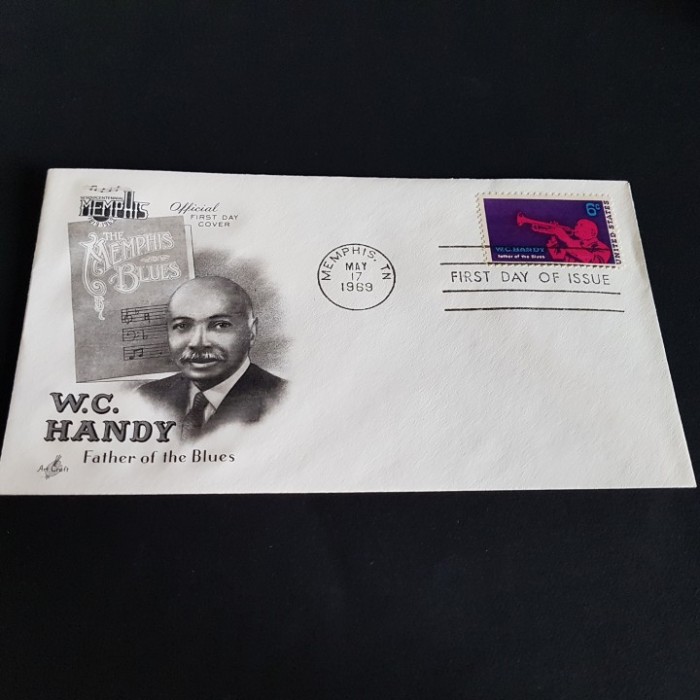 SESQUICENTENNIAL
MEMPHIS
Official
FIRST DAY
COVER
THE
MEMPHIS
BLUES
W.C.
HANDY
Father of the Blues
Art Craft
MEMPHIS, TN
MAY
17
1969
FIRST DAY OF ISSUE
6c
W.C.HANDY
Father of the Blues
UNITED STATES